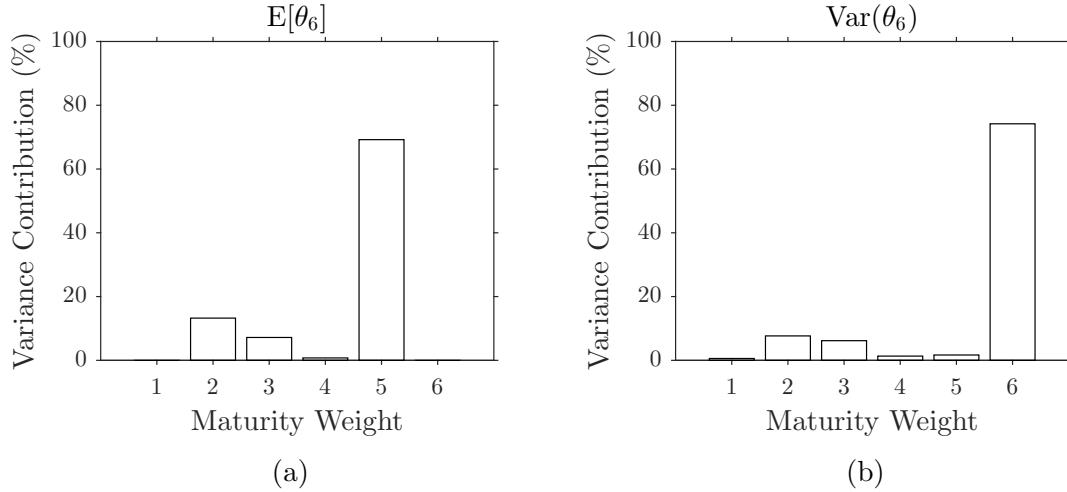 E[θ₆]
Variance Contribution (%)
100
80
60
40
20
0
1 2 3 4 5 6
Maturity Weight
(a)
Var(θ₆)
Variance Contribution (%)
100
80
60
40
20
0
1 2 3 4 5 6
Maturity Weight
(b)